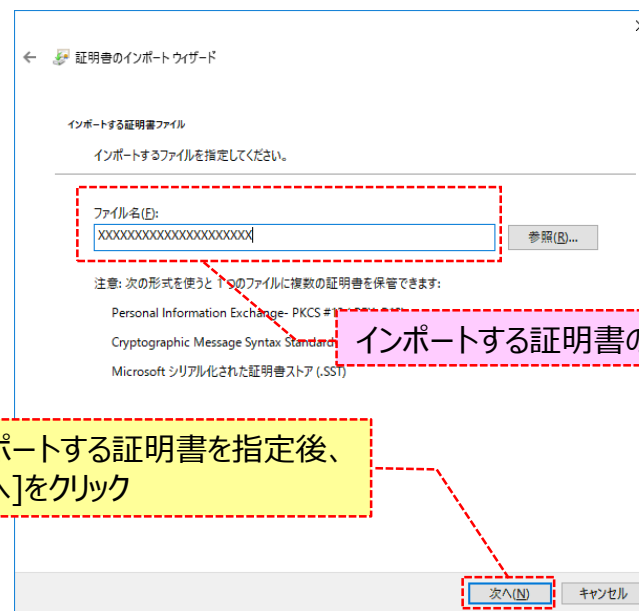 証明書のインポート ウィザード
インポートする証明書ファイル
インポートするファイルを指定してください。
ファイル名(F):
XXXXXXXXXXXXXXXXXXXXX
参照(R)...
注意: 次の形式を使うと 1 つのファイルに複数の証明書を保管できます:
Personal Information Exchange- PKCS
Cryptographic Message Syntax Standard
インポートする証明書の
Microsoft シリアル化された証明書ストア (.SST)
ポートする証明書を指定後、
]をクリック
次へ(N)
キャンセル